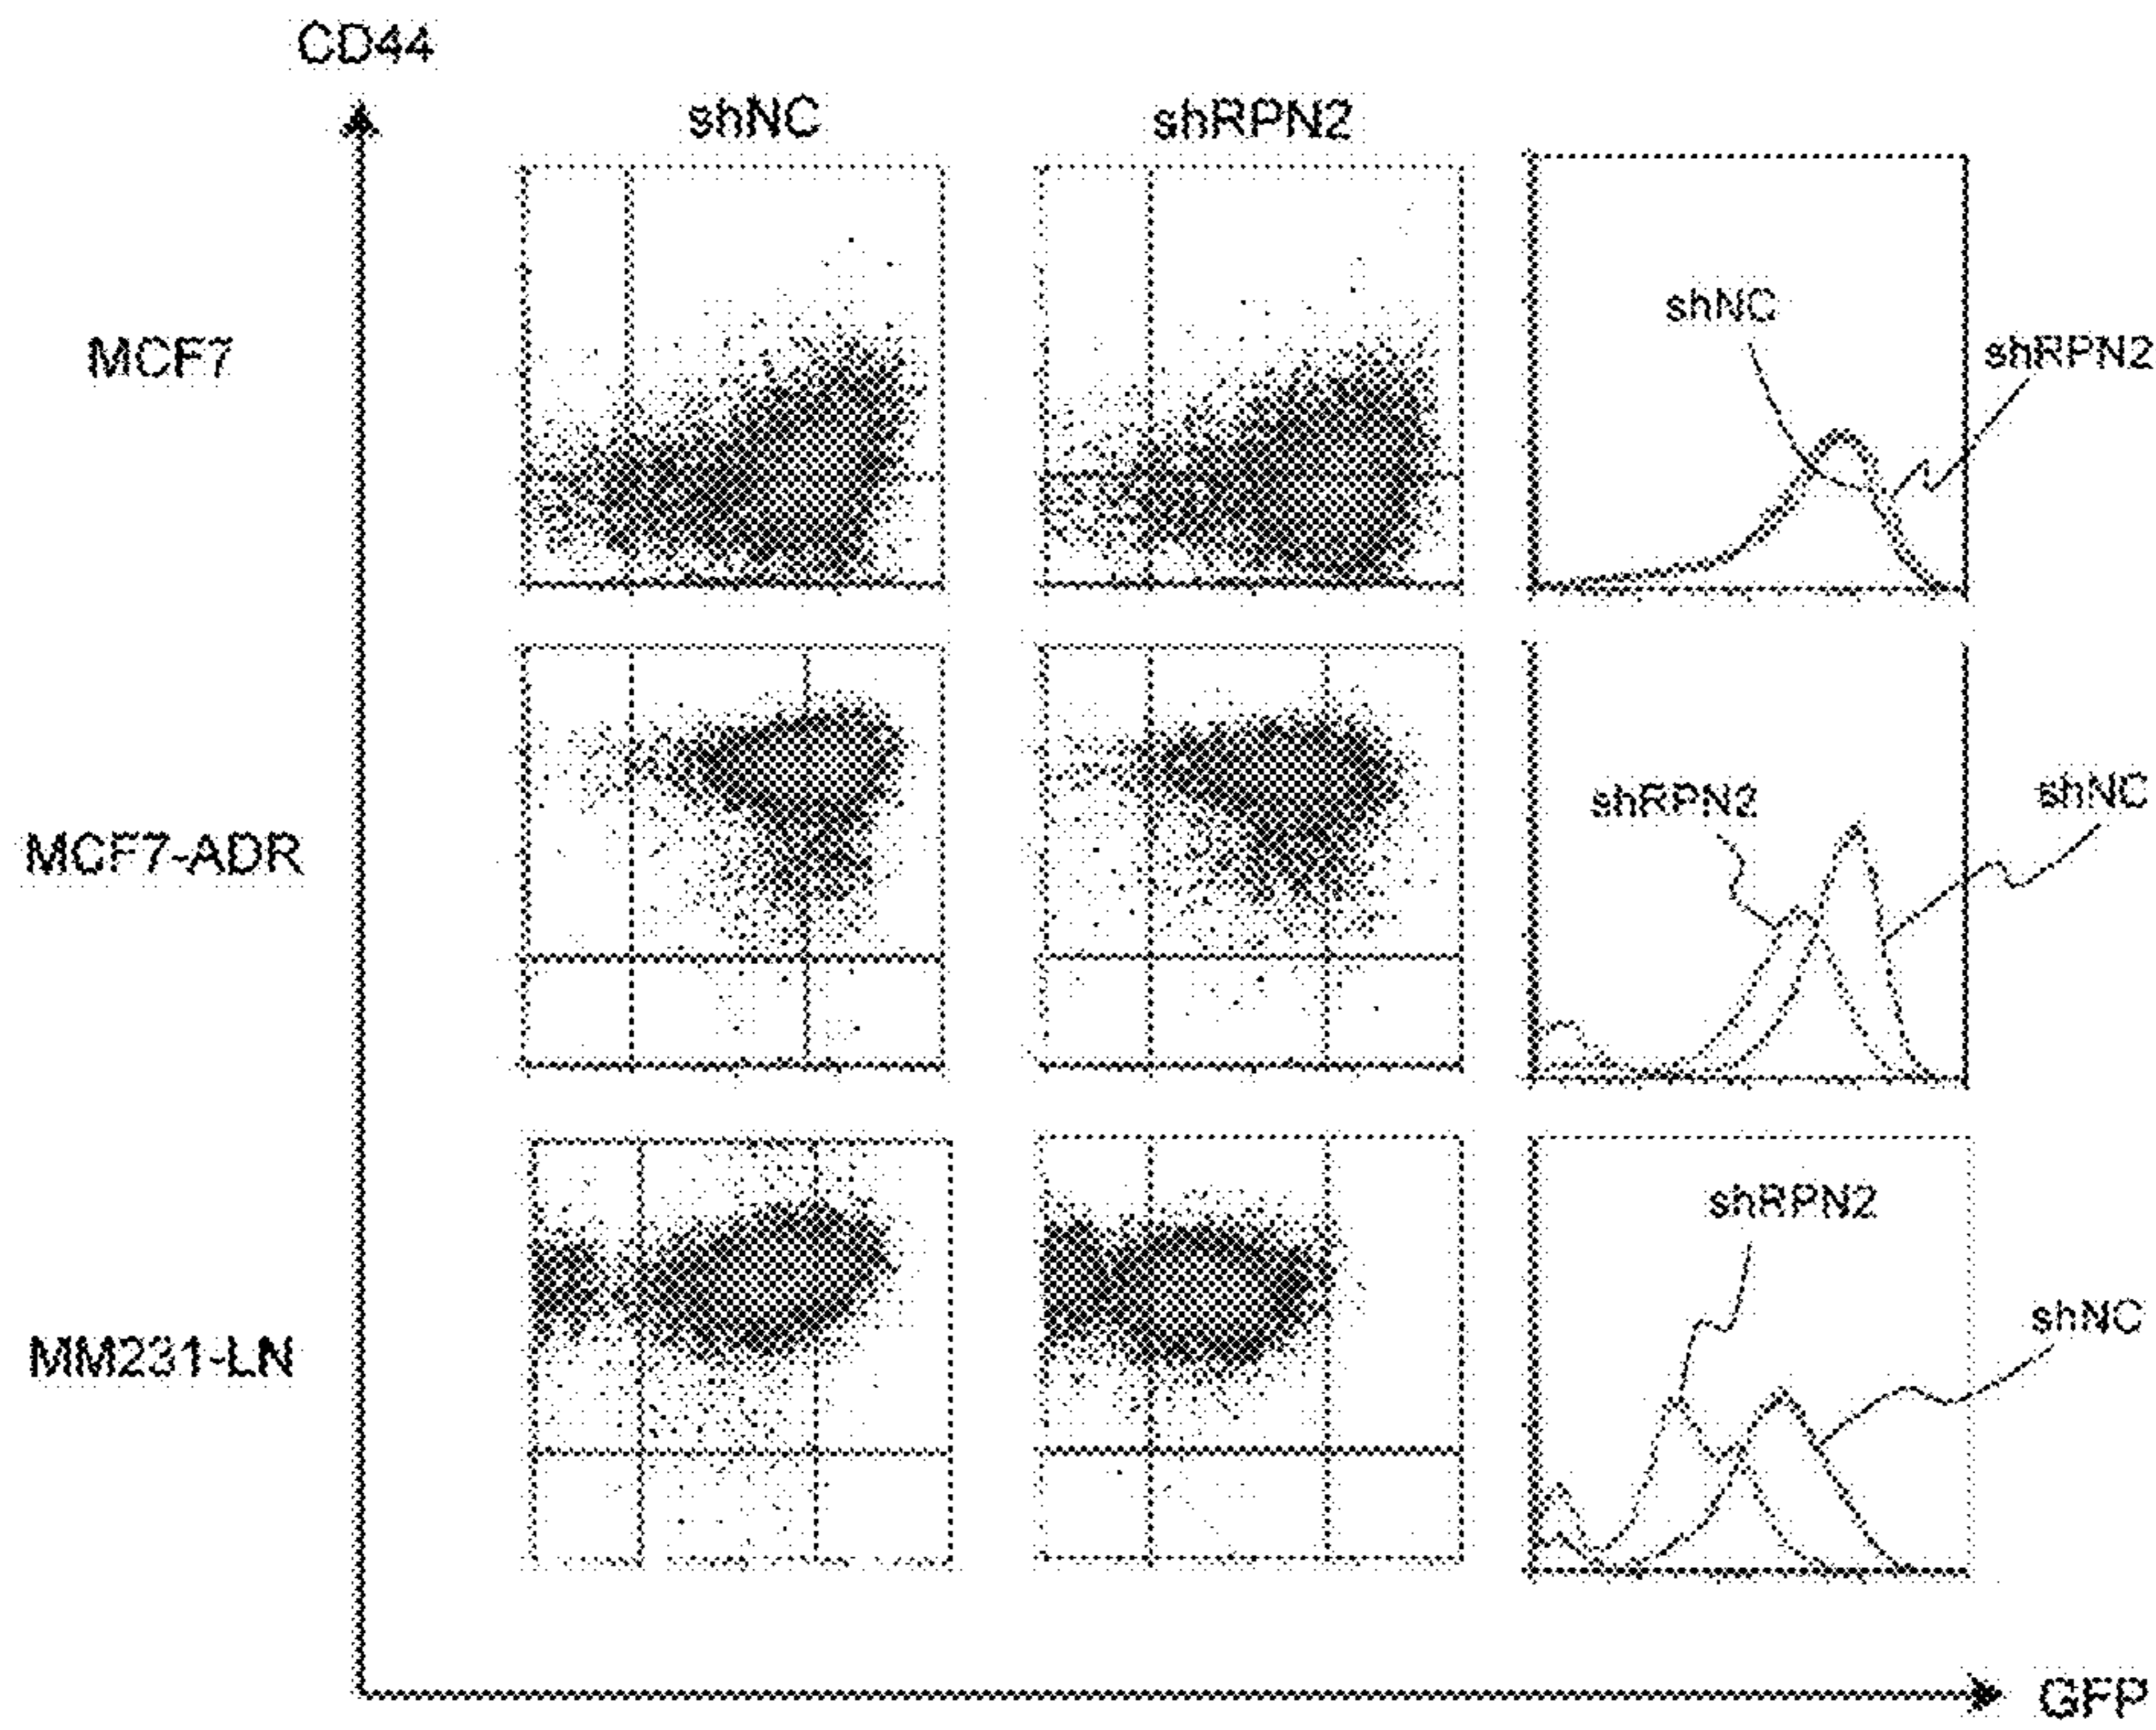 CD44
shNC shRPN2
MCF7
shNC
shRPN2
MCF7-ADR
shRPN2
shNC
MM231-LN
shRPN2
shNC
GFP